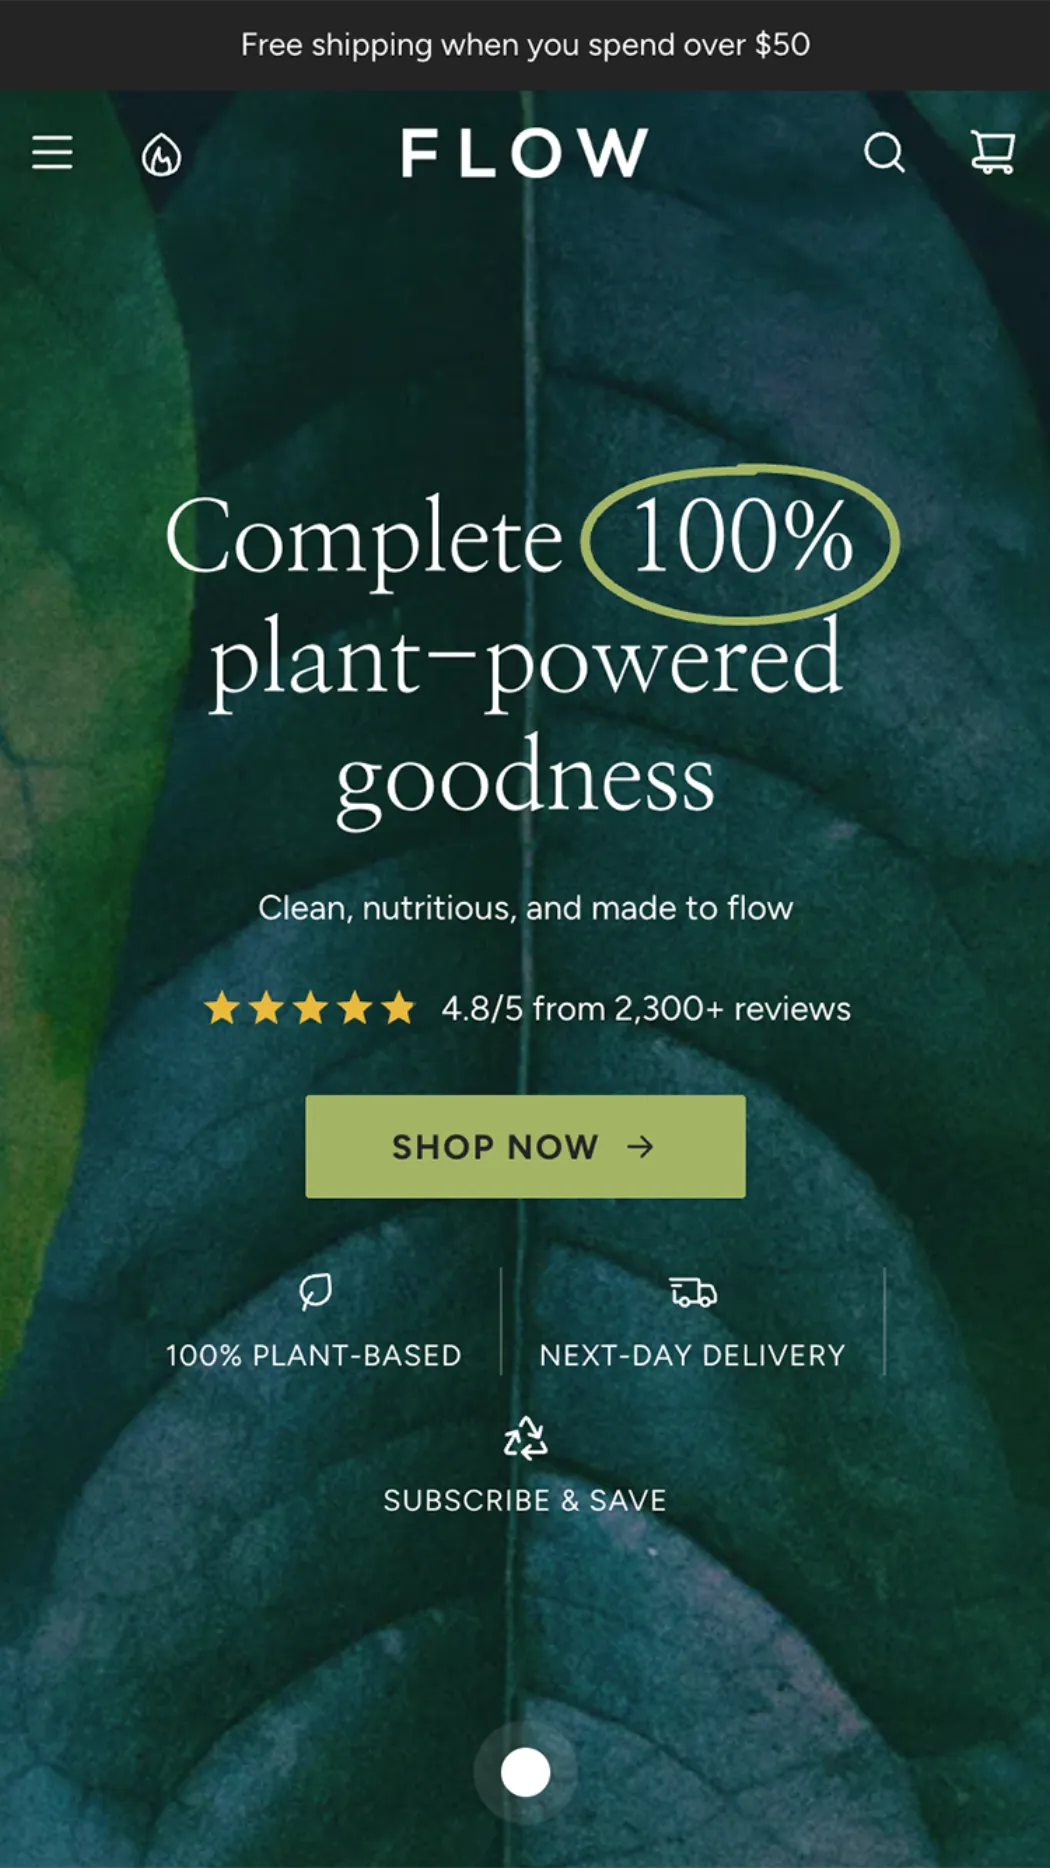 Free shipping when you spend over $50
FLOW
Complete 100%
plant-powered
goodness
Clean, nutritious, and made to flow
4.8/5 from 2,300+ reviews
SHOP NOW →
100% PLANT-BASED
NEXT-DAY DELIVERY
SUBSCRIBE & SAVE